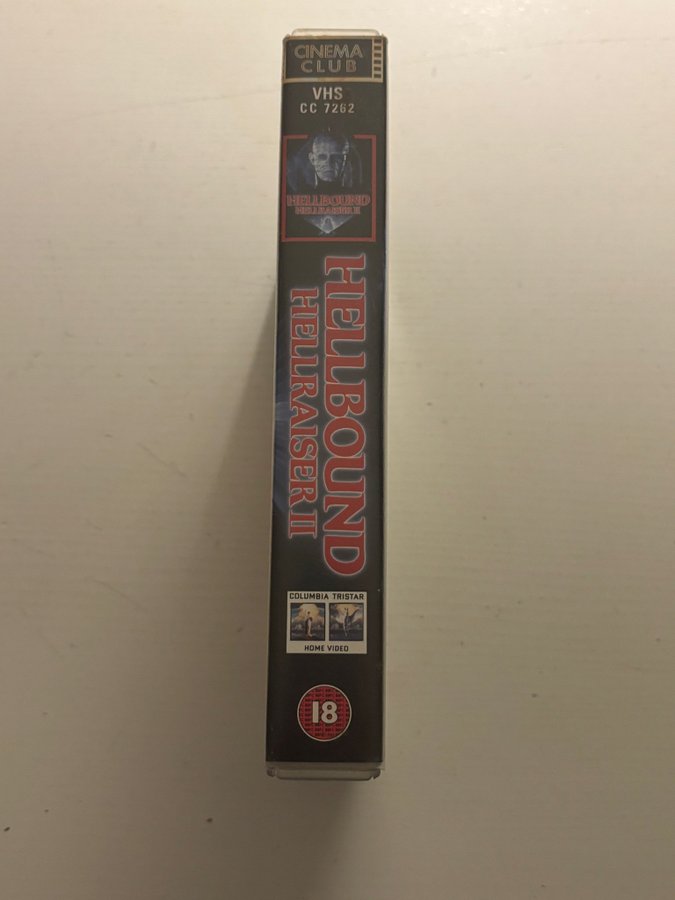 CINEMA
CLUB
VHS
CC 7262
HELLBOUND
HELLRAISER II
HELLBOUND
HELLRAISER II
COLUMBIA TRISTAR
HOME VIDEO
18